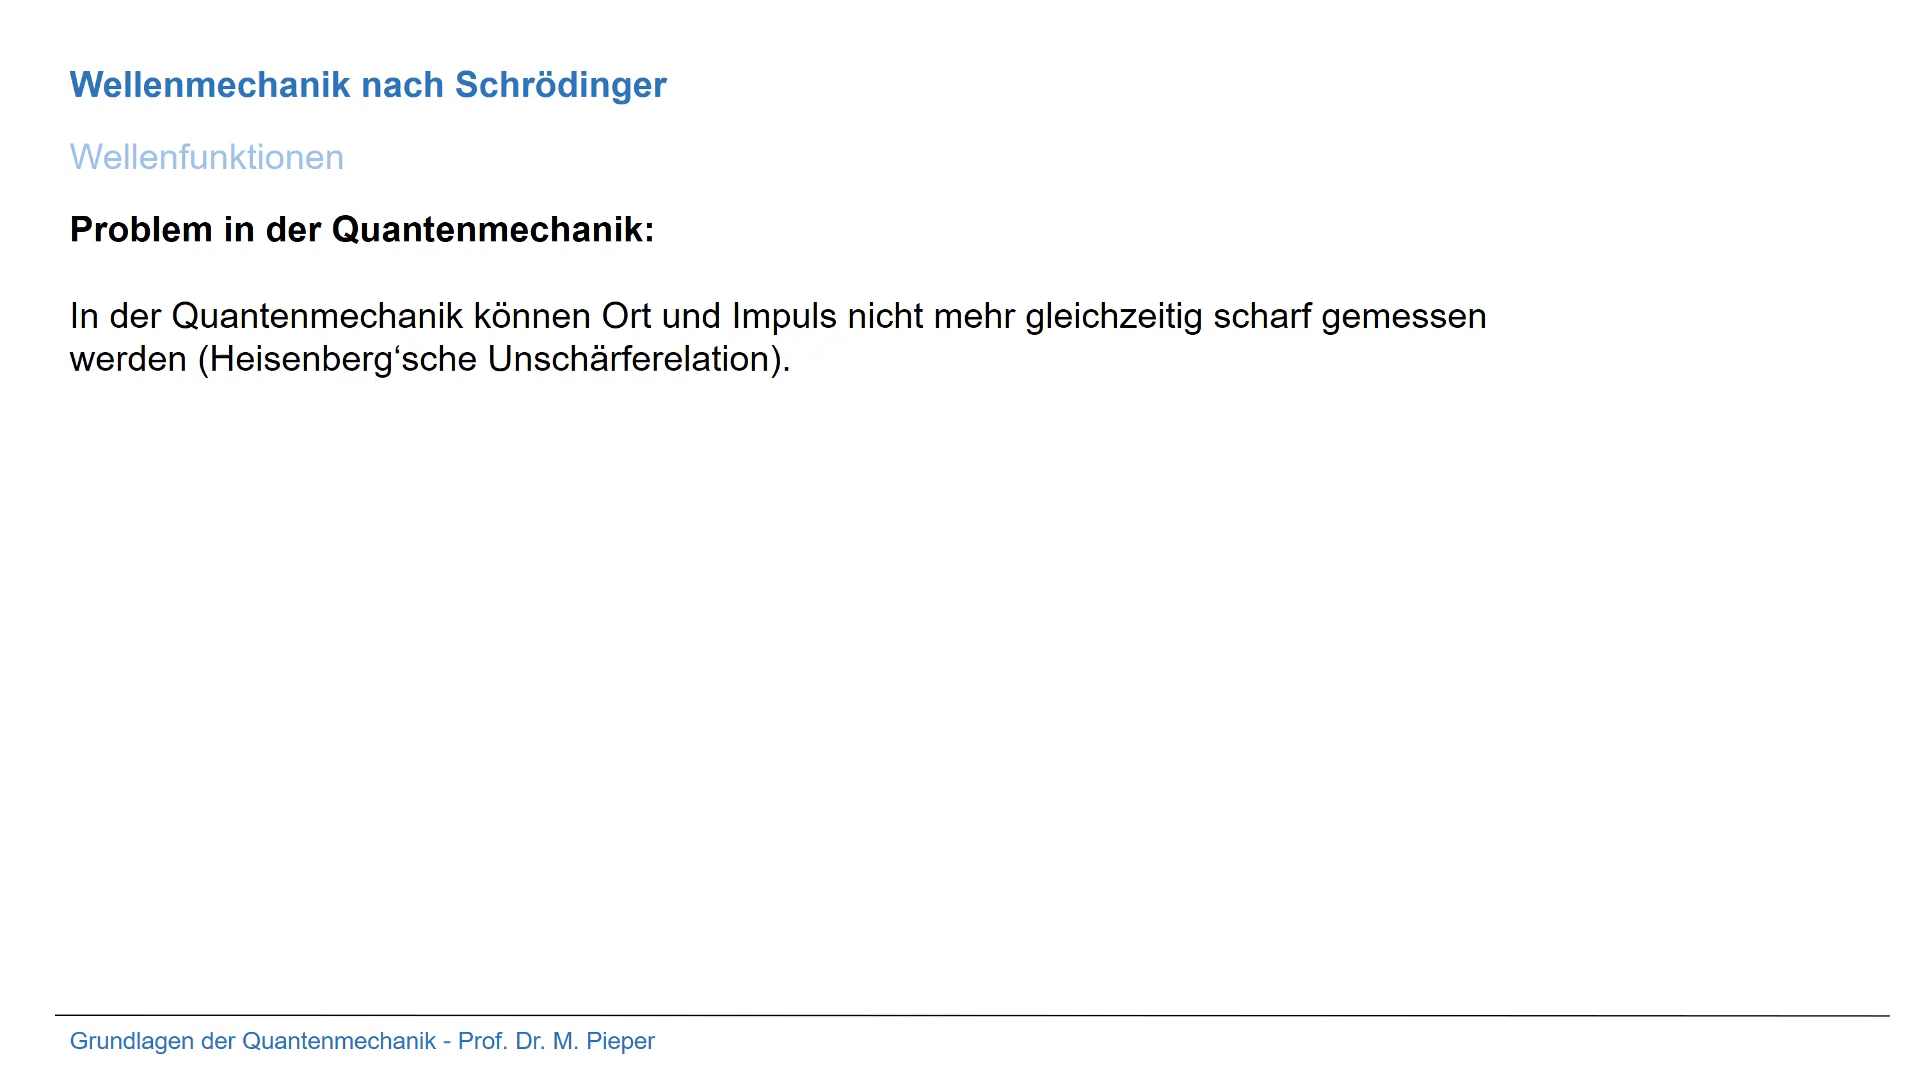 Wellenmechanik nach Schrödinger
Wellenfunktionen
Problem in der Quantenmechanik:
In der Quantenmechanik können Ort und Impuls nicht mehr gleichzeitig scharf gemessen
werden (Heisenberg‘sche Unschärferelation).
Grundlagen der Quantenmechanik - Prof. Dr. M. Pieper